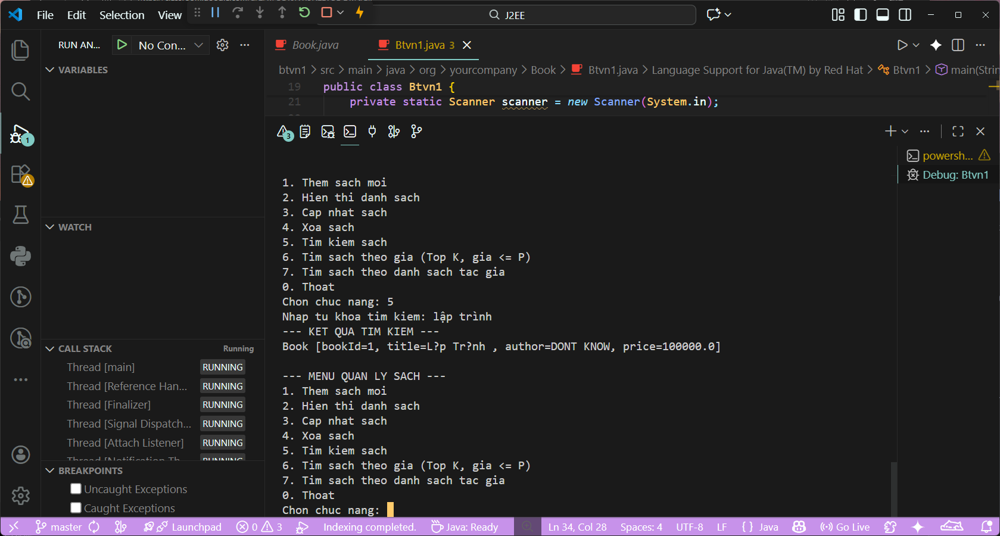 File Edit Selection View J2EE
RUN AN... No Con... Book.java Btvn1.java 3
btvn1 > src > main > java > org > yourcompany > Book > Btvn1.java > Language Support for Java(TM) by Red Hat > Btvn1 > main(Strin
19 public class Btvn1 {
21 private static Scanner scanner = new Scanner(System.in);
VARIABLES
WATCH
CALL STACK Running
Thread [main] RUNNING
Thread [Reference Han... RUNNING
Thread [Finalizer] RUNNING
Thread [Signal Dispatch... RUNNING
Thread [Attach Listener] RUNNING
Thread [Notification Th... RUNNING
BREAKPOINTS
Uncaught Exceptions
Caught Exceptions
1
3
powersh...
Debug: Btvn1
1. Them sach moi
2. Hien thi danh sach
3. Cap nhat sach
4. Xoa sach
5. Tim kiem sach
6. Tim sach theo gia (Top K, gia <= P)
7. Tim sach theo danh sach tac gia
0. Thoat
Chon chuc nang: 5
Nhap tu khoa tim kiem: lập trình
--- KET QUA TIM KIEM ---
Book [bookId=1, title=L?p Tr?nh , author=DONT KNOW, price=100000.0]
--- MENU QUAN LY SACH ---
1. Them sach moi
2. Hien thi danh sach
3. Cap nhat sach
4. Xoa sach
5. Tim kiem sach
6. Tim sach theo gia (Top K, gia <= P)
7. Tim sach theo danh sach tac gia
0. Thoat
Chon chuc nang:
master Launchpad 0 3 Indexing completed. Java: Ready Ln 34, Col 28 Spaces: 4 UTF-8 LF { } Java Go Live